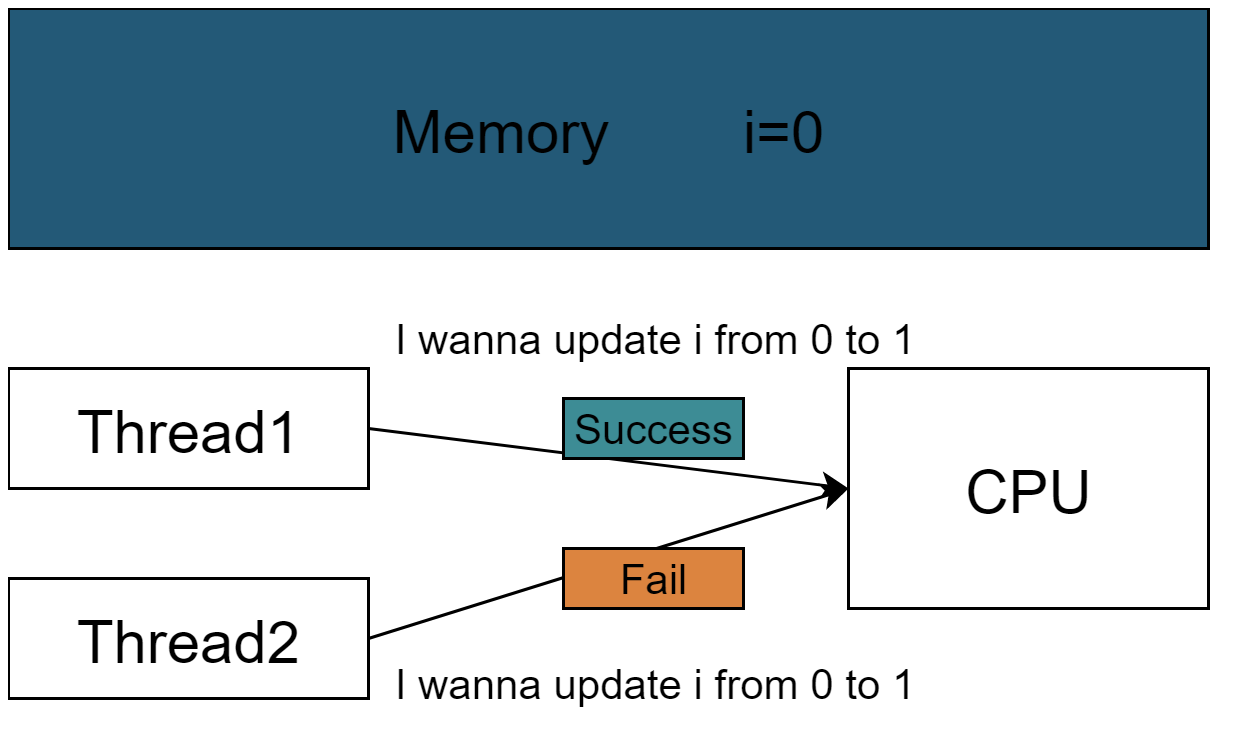 Memory i=0
I wanna update i from 0 to 1
Thread1
Success
CPU
Fail
Thread2
I wanna update i from 0 to 1